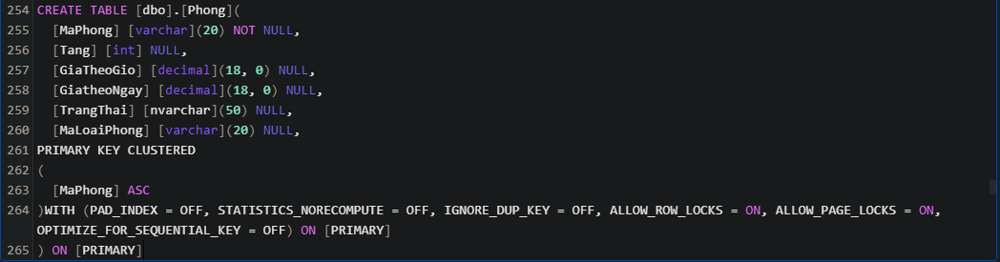 254 CREATE TABLE [dbo].[Phong](
255 [MaPhong] [varchar](20) NOT NULL,
256 [Tang] [int] NULL,
257 [GiaTheoGio] [decimal](18, 0) NULL,
258 [GiatheoNgay] [decimal](18, 0) NULL,
259 [TrangThai] [nvarchar](50) NULL,
260 [MaLoaiPhong] [varchar](20) NULL,
261 PRIMARY KEY CLUSTERED
262 (
263 [MaPhong] ASC
264 )WITH (PAD_INDEX = OFF, STATISTICS_NORECOMPUTE = OFF, IGNORE_DUP_KEY = OFF, ALLOW_ROW_LOCKS = ON, ALLOW_PAGE_LOCKS = ON,
OPTIMIZE_FOR_SEQUENTIAL_KEY = OFF) ON [PRIMARY]
265 ) ON [PRIMARY]